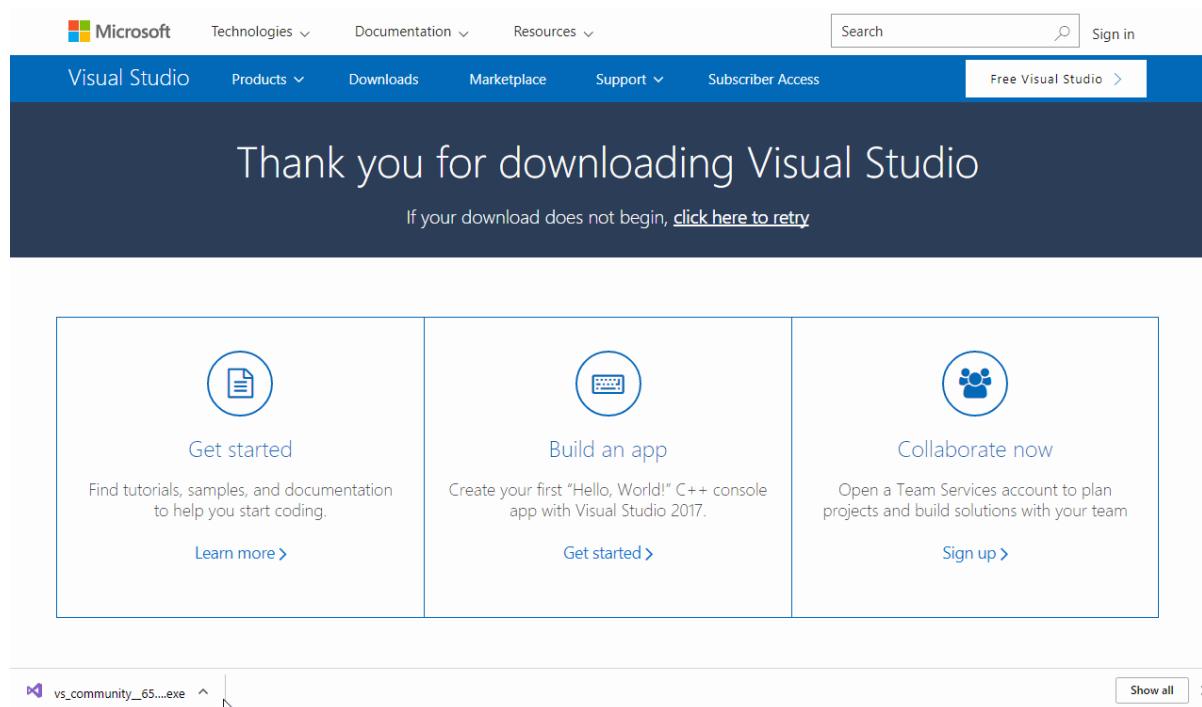 Microsoft Technologies Documentation Resources Search Sign in
Visual Studio Products Downloads Marketplace Support Subscriber Access Free Visual Studio
Thank you for downloading Visual Studio
If your download does not begin, click here to retry
Get started
Find tutorials, samples, and documentation
to help you start coding.
Learn more
Build an app
Create your first “Hello, World!” C++ console
app with Visual Studio 2017.
Get started
Collaborate now
Open a Team Services account to plan
projects and build solutions with your team
Sign up
vs_community__65....exe Show all